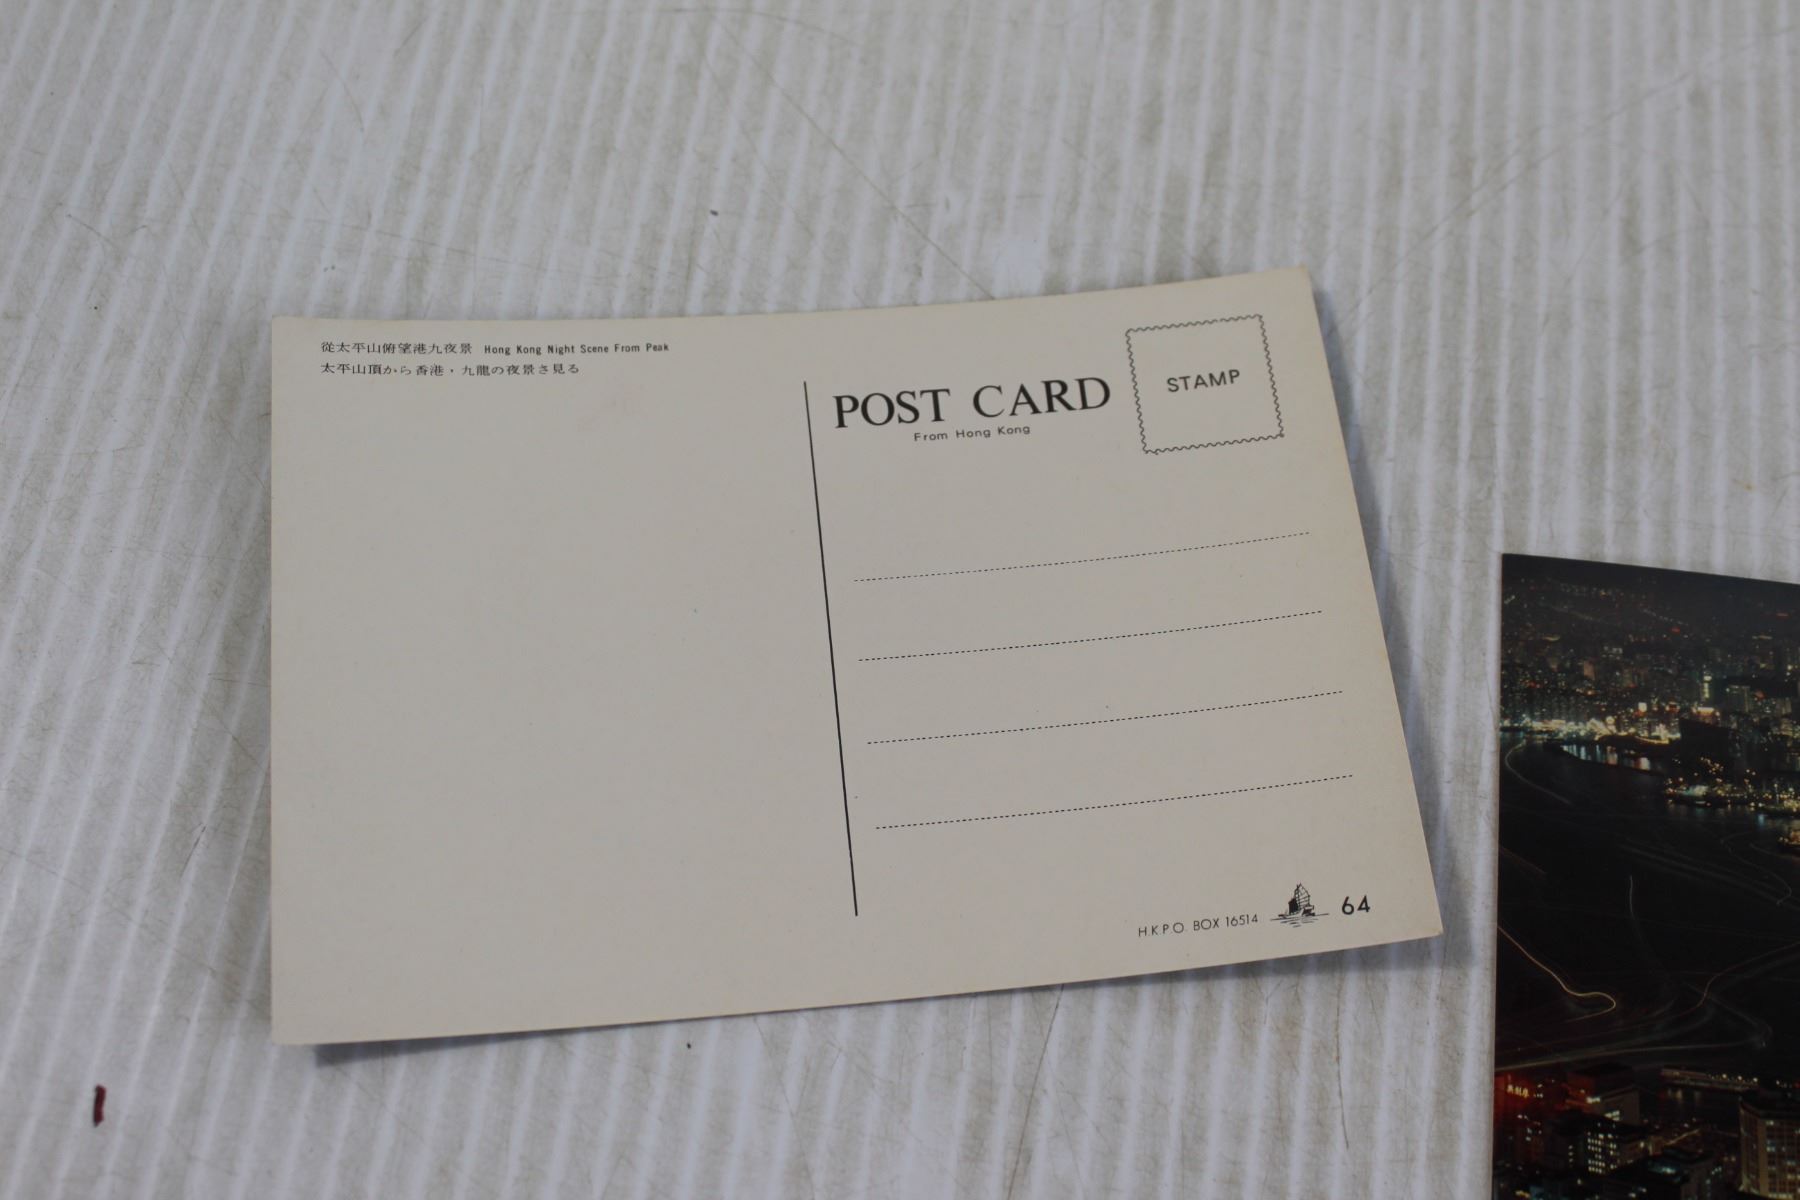 從太平山俯望港九夜景 Hong Kong Night Scene From Peak
太平山頂から香港・九龍の夜景さ見る
POST CARD
From Hong Kong
STAMP
H.K.P.O. BOX 16514 64